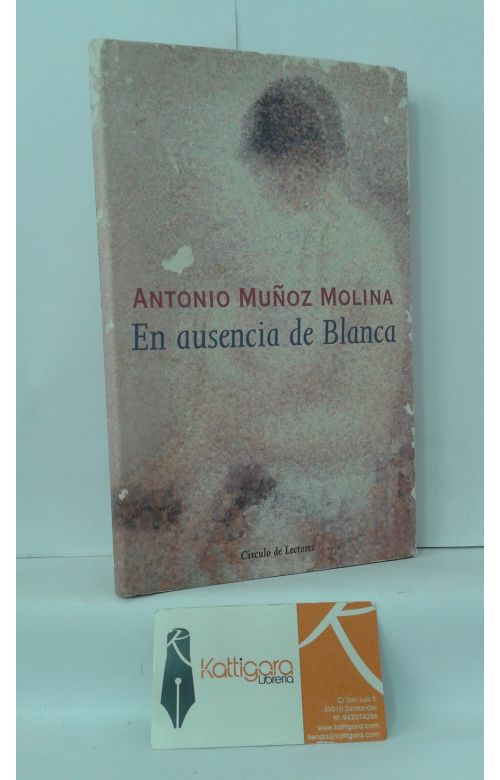 ANTONIO MUÑOZ MOLINA
En ausencia de Blanca
Círculo de Lectores
Kattigara
Librería
C/ San Luis 5
39010 Santander
tlf: 942074286
www.kattigara.com
tienda@kattigara.com